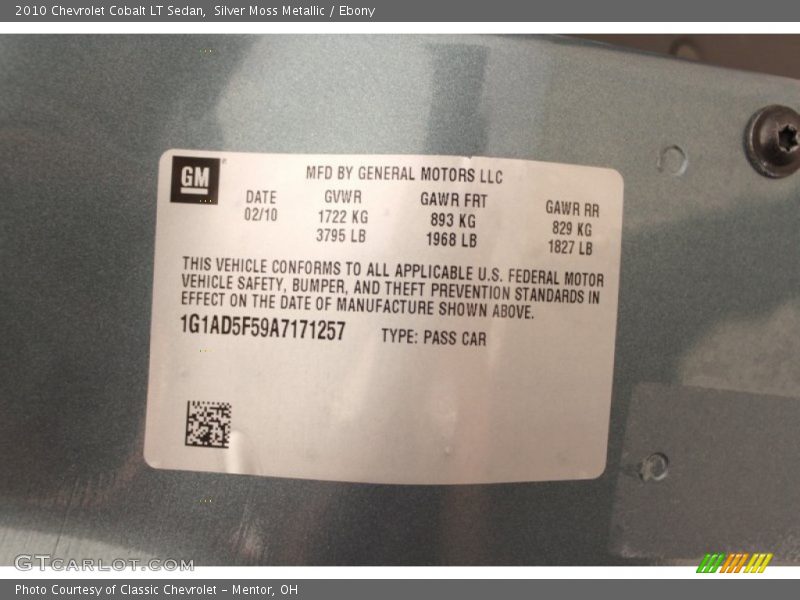 2010 Chevrolet Cobalt LT Sedan,  Silver Moss Metallic / Ebony
GM
MFD BY GENERAL MOTORS LLC
DATE GVWR GAWR FRT GAWR RR
02/10 1722 KG 893 KG 829 KG
3795 LB 1968 LB 1827 LB
THIS VEHICLE CONFORMS TO ALL APPLICABLE U.S. FEDERAL MOTOR
VEHICLE SAFETY, BUMPER, AND THEFT PREVENTION STANDARDS IN
EFFECT ON THE DATE OF MANUFACTURE SHOWN ABOVE.
1G1AD5F59A7171257 TYPE: PASS CAR
GTCARLOT.COM
Photo Courtesy of Classic Chevrolet - Mentor, OH